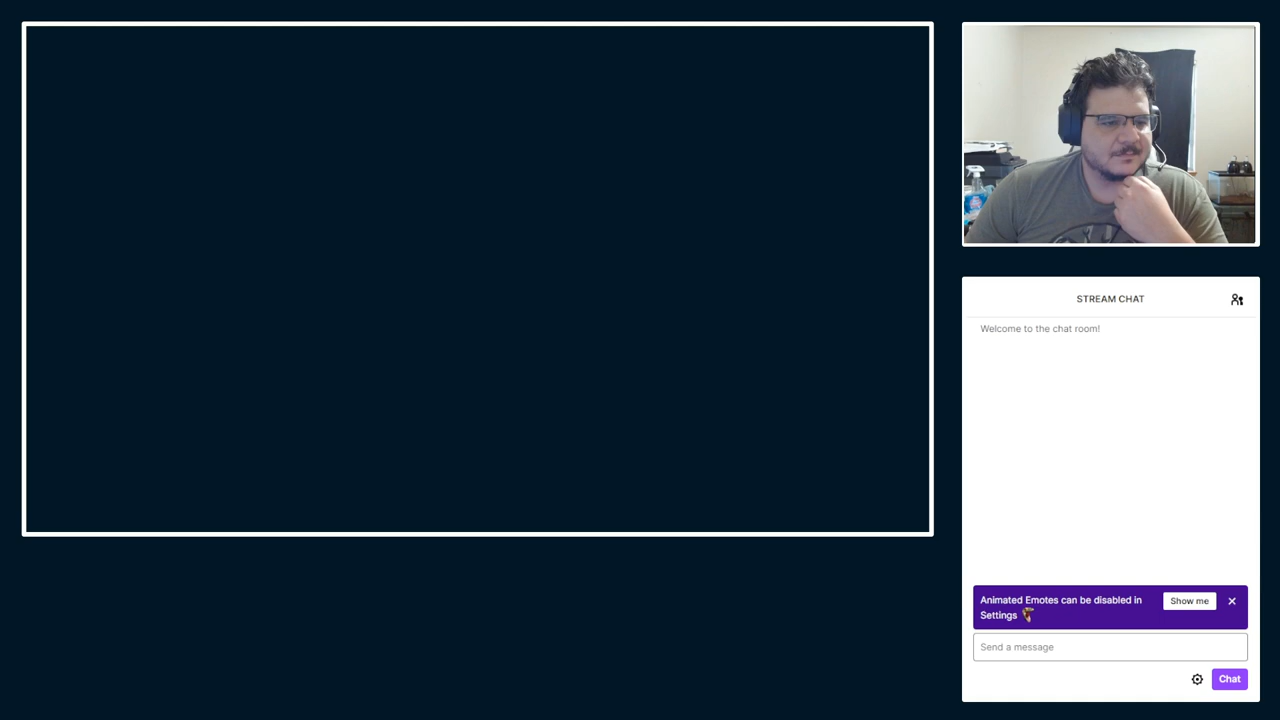 STREAM CHAT
Welcome to the chat room!
Animated Emotes can be disabled in
Settings
Show me
Send a message
Chat